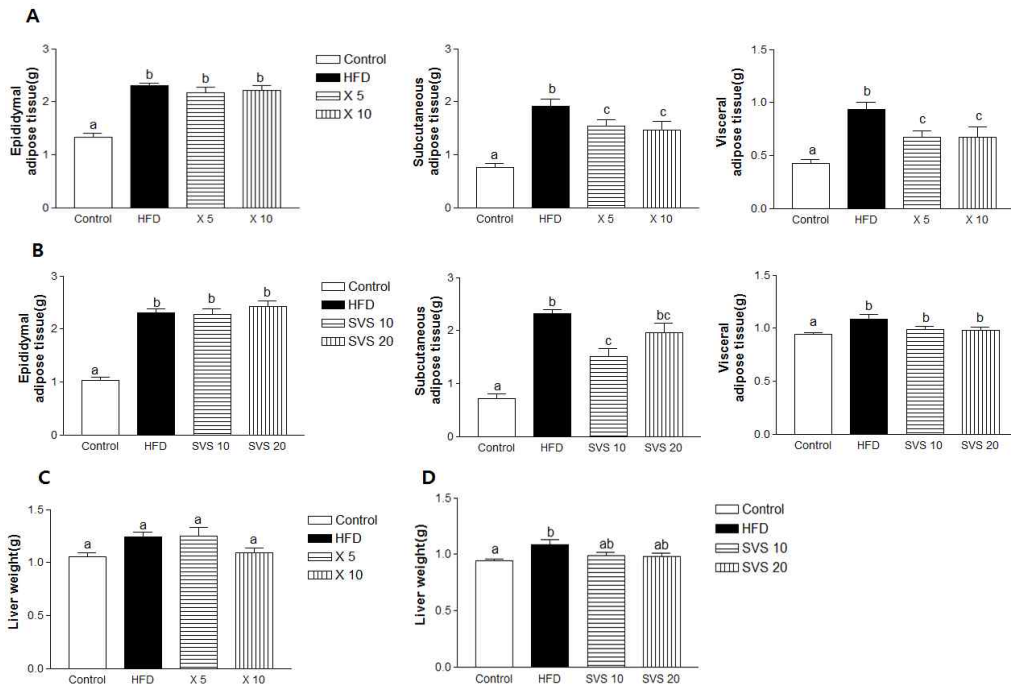 A
Epididymal
adipose tissue(g)
3
2
1
0
a
b
b
b
Control
HFD
X 5
X 10
Control
HFD
X 5
X 10
Subcutaneous
adipose tissue(g)
3
2
1
0
a
b
c
c
Control
HFD
X 5
X 10
Visceral
adipose tissue(g)
1.5
1.0
0.5
0.0
a
b
c
c
Control
HFD
X 5
X 10
B
Epididymal
adipose tissue(g)
3
2
1
0
a
b
b
b
Control
HFD
SVS 10
SVS 20
Control
HFD
SVS 10
SVS 20
Subcutaneous
adipose tissue(g)
3
2
1
0
a
b
c
bc
Control
HFD
SVS 10
SVS 20
Visceral
adipose tissue(g)
1.5
1.0
0.5
0.0
a
b
b
b
Control
HFD
SVS 10
SVS 20
C
Liver weight(g)
1.5
1.0
0.5
0.0
a
a
a
a
Control
HFD
X 5
X 10
Control
HFD
X 5
X 10
D
Liver weight(g)
1.5
1.0
0.5
0.0
a
b
ab
ab
Control
HFD
SVS 10
SVS 20
Control
HFD
SVS 10
SVS 20